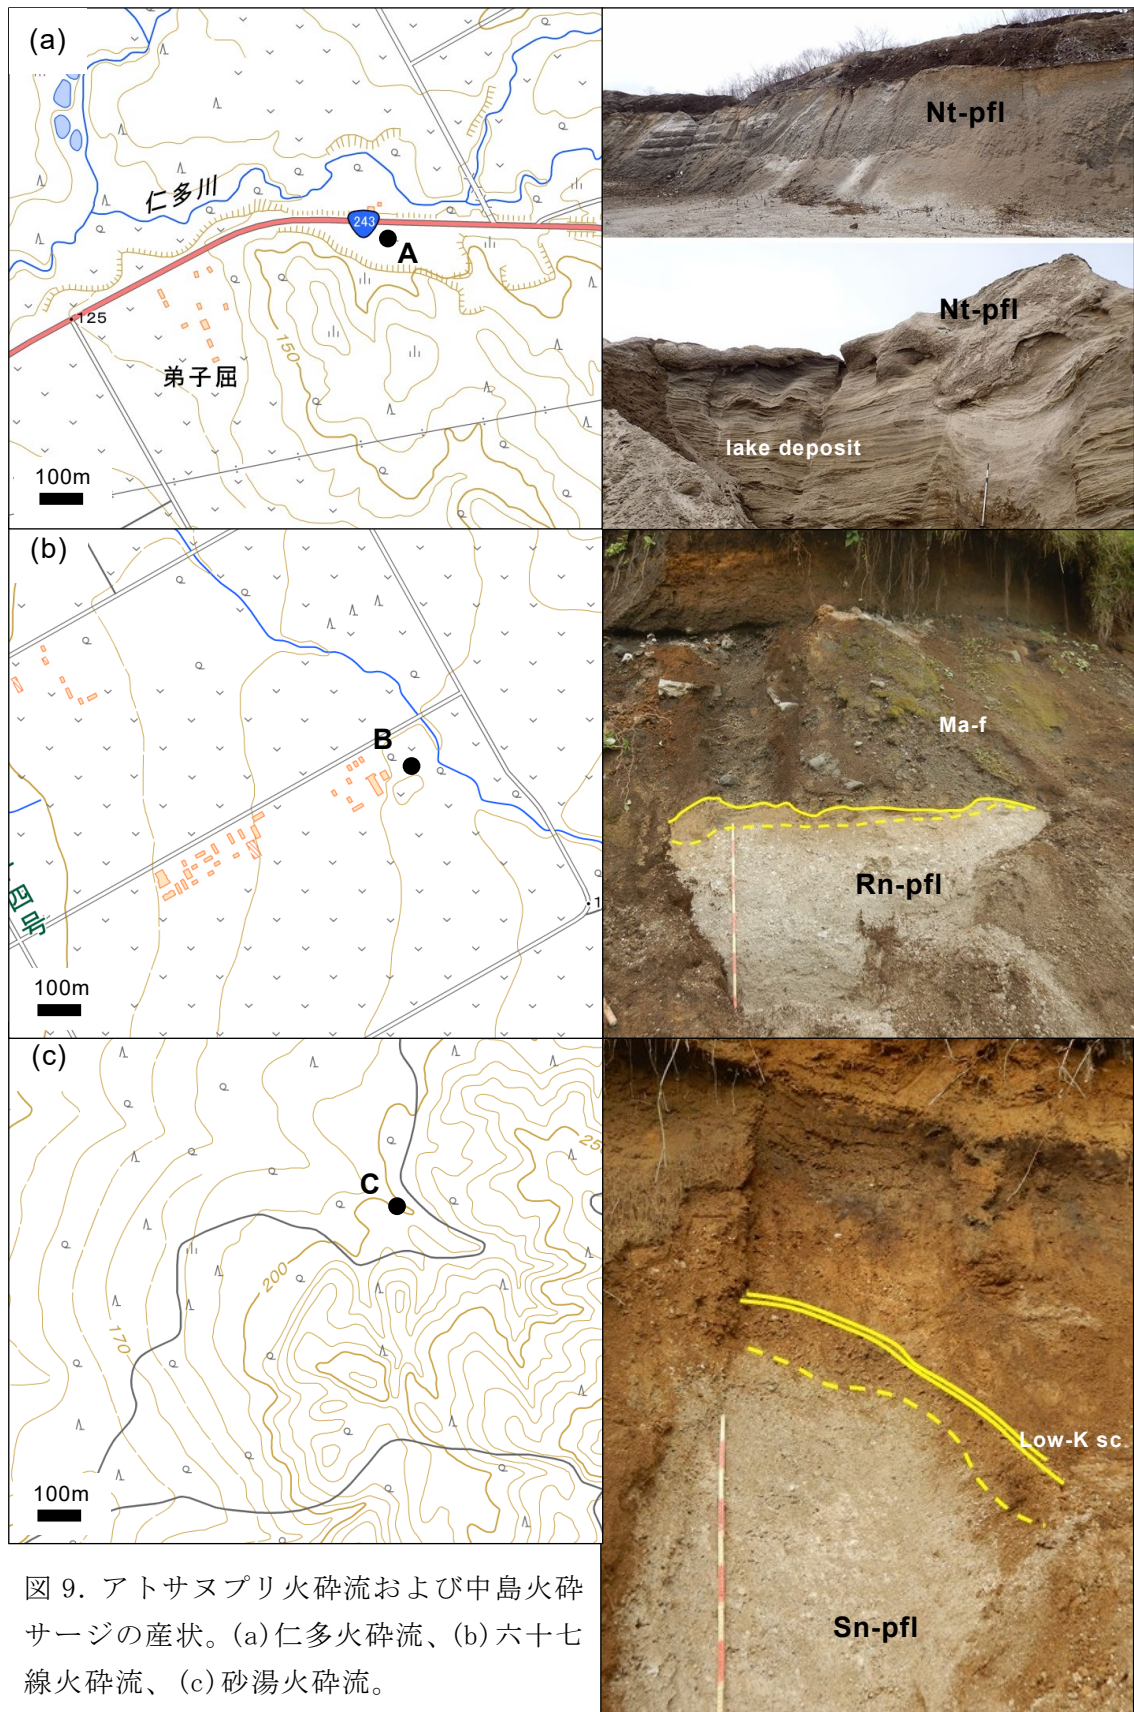 (a)
仁多川
243
A
125
150
弟子屈
100m
Nt-pfl
Nt-pfl
lake deposit
(b)
B
四号
1
100m
Ma-f
Rn-pfl
(c)
C
25
200
170
100m
Low-K sc
Sn-pfl
図 9. アトサヌプリ火砕流および中島火砕
サージの産状。(a)仁多火砕流、(b)六十七
線火砕流、(c)砂湯火砕流。